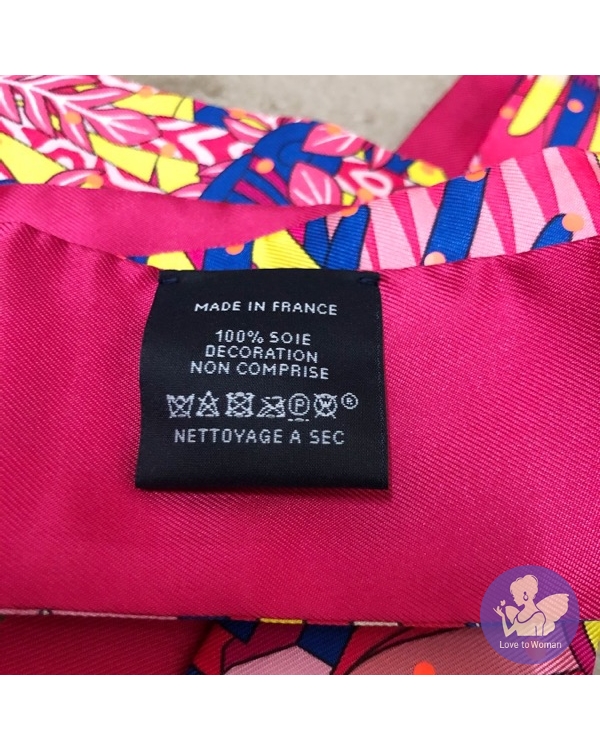 MADE IN FRANCE
100% SOIE
DECORATION
NON COMPRISE
P W ®
NETTOYAGE A SEC
Love to Woman